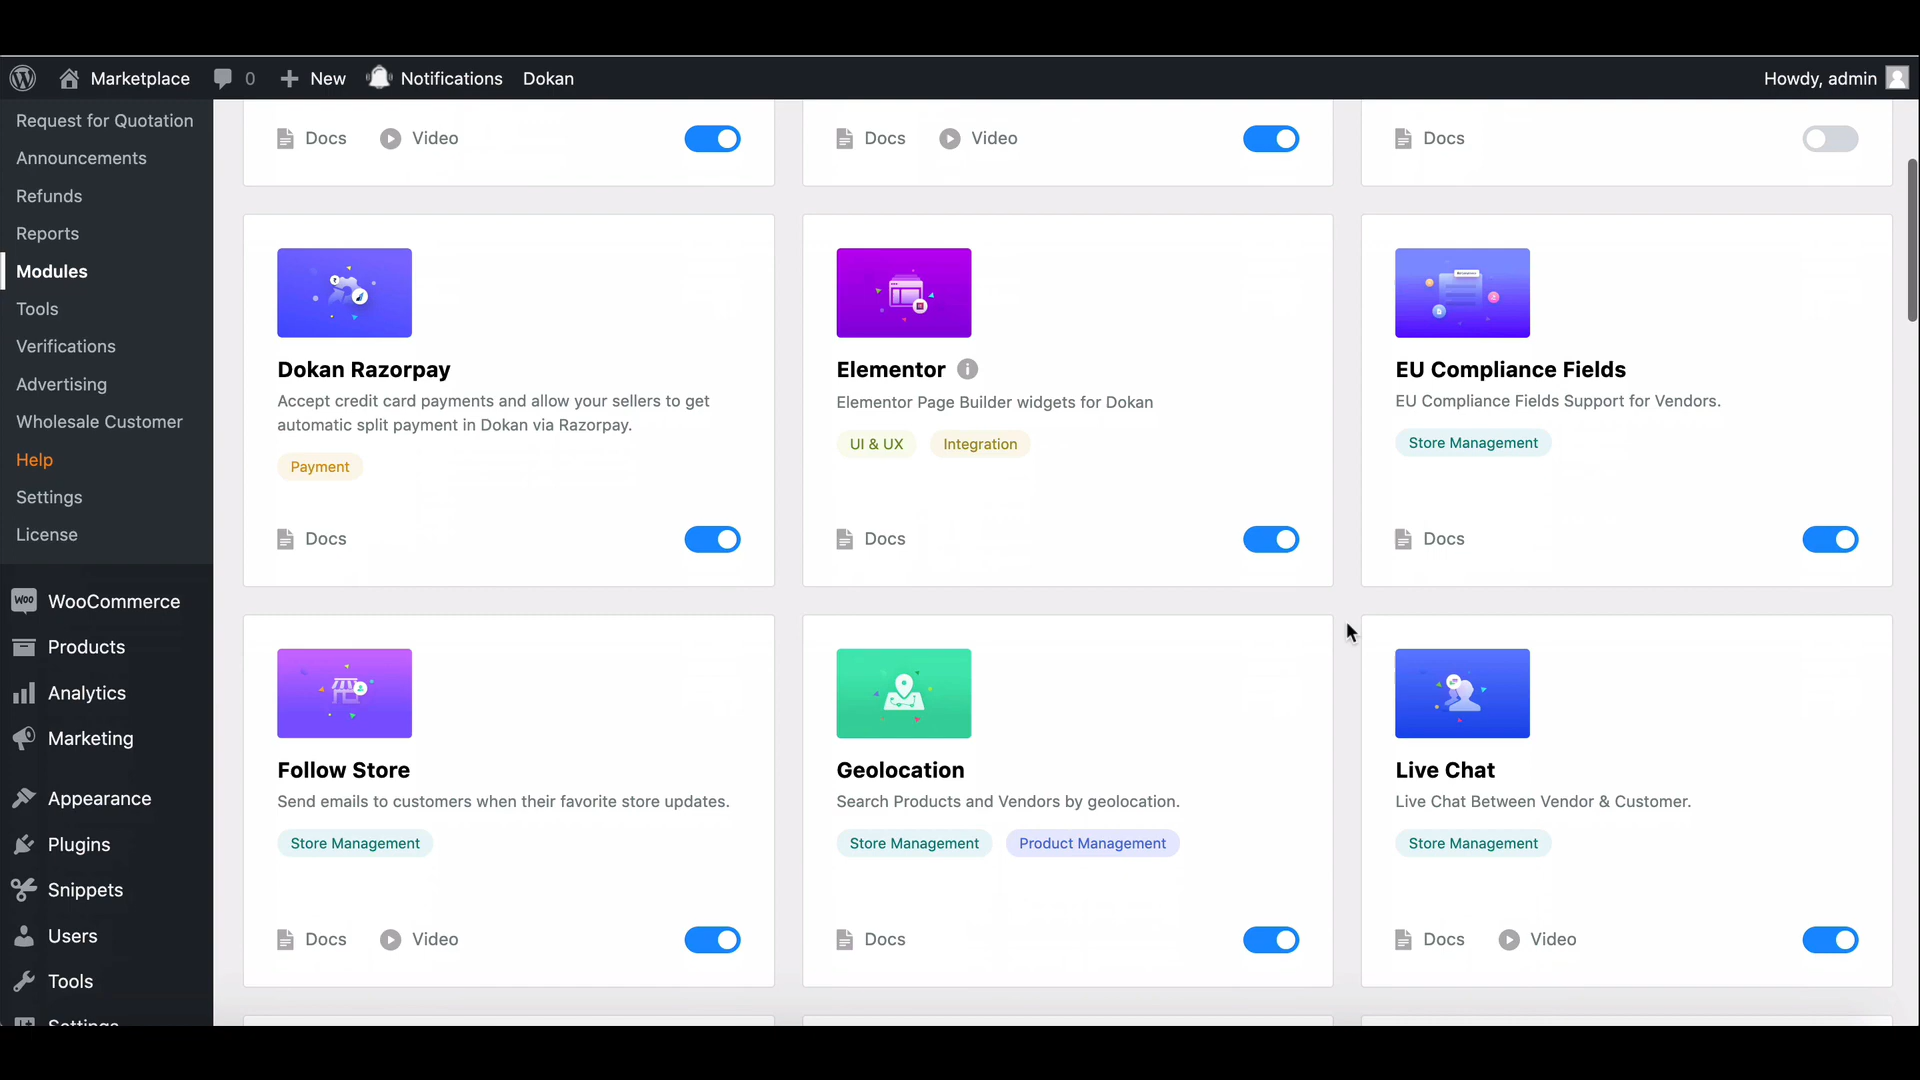 Marketplace
0
New
Notifications
Dokan
Howdy, admin
Request for Quotation
Announcements
Refunds
Reports
Modules
Tools
Verifications
Advertising
Wholesale Customer
Help
Settings
License
WOO
WooCommerce
Products
Analytics
Marketing
Appearance
Plugins
Snippets
Users
Tools
Settings
Docs
Video
Docs
Video
Docs
Dokan Razorpay
Accept credit card payments and allow your sellers to get
automatic split payment in Dokan via Razorpay.
Payment
Docs
Elementor
Elementor Page Builder widgets for Dokan
UI & UX
Integration
Docs
EU Compliance Fields
EU Compliance Fields Support for Vendors.
Store Management
Docs
Follow Store
Send emails to customers when their favorite store updates.
Store Management
Docs
Video
Geolocation
Search Products and Vendors by geolocation.
Store Management
Product Management
Docs
Live Chat
Live Chat Between Vendor & Customer.
Store Management
Docs
Video